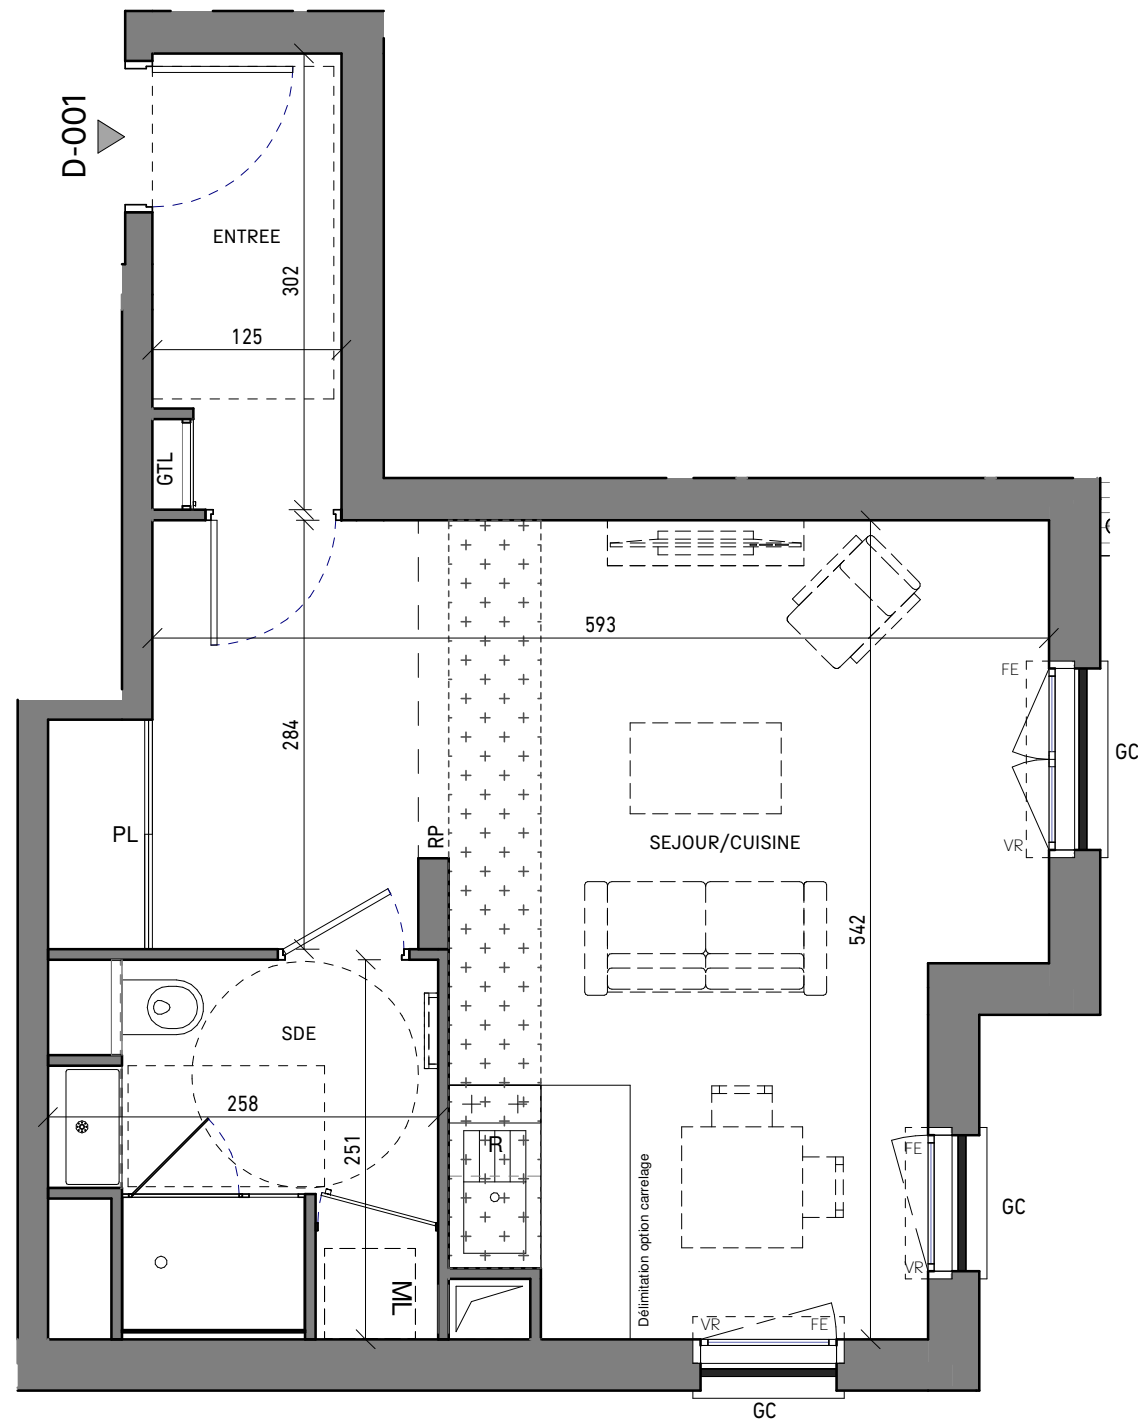 D-001
ENTREE
302
125
GTL
593
FE
284
GC
PL
RP
SEJOUR/CUISINE
VR
542
SDE
258
251
R
FE
GC
Délimitation option carrelage
VR
ML
VR
FE
GC